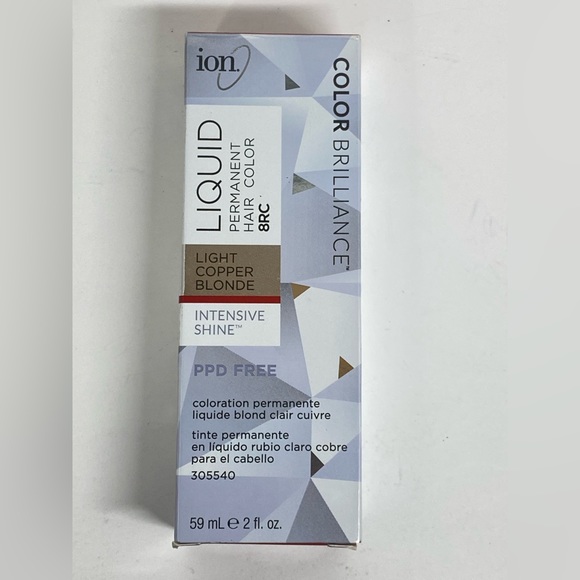 ion.
COLOR BRILLIANCE™
LIQUID
PERMANENT
HAIR COLOR
8RC
LIGHT
COPPER
BLONDE
INTENSIVE
SHINE™
PPD FREE
coloration permanente
liquide blond clair cuivre
tinte permanente
en líquido rubio claro cobre
para el cabello
305540
59 mL ℮ 2 fl. oz.